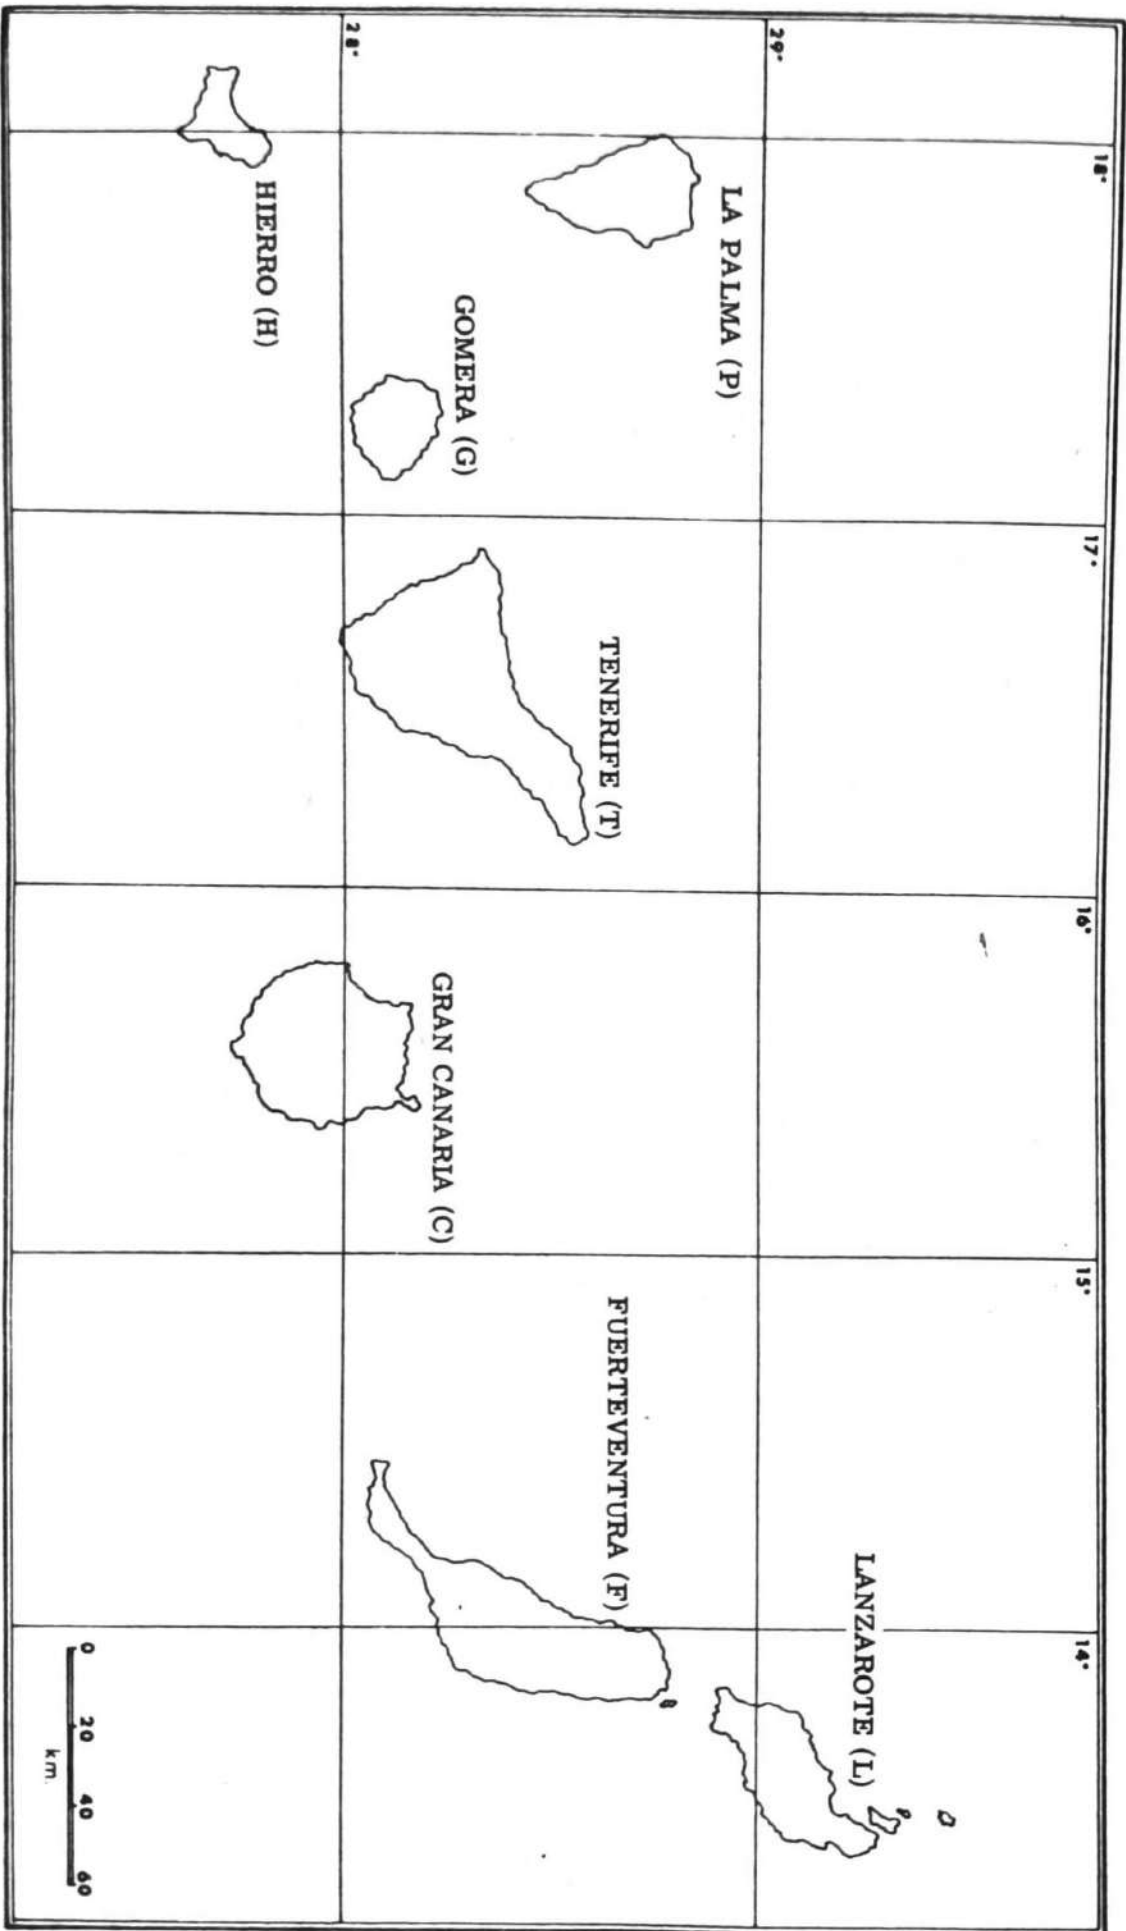 18°
17°
16°
15°
14°
29°
28°
LA PALMA (P)
HIERRO (H)
GOMERA (G)
TENERIFE (T)
GRAN CANARIA (C)
FUERTEVENTURA (F)
LANZAROTE (L)
0 20 40 60
km.